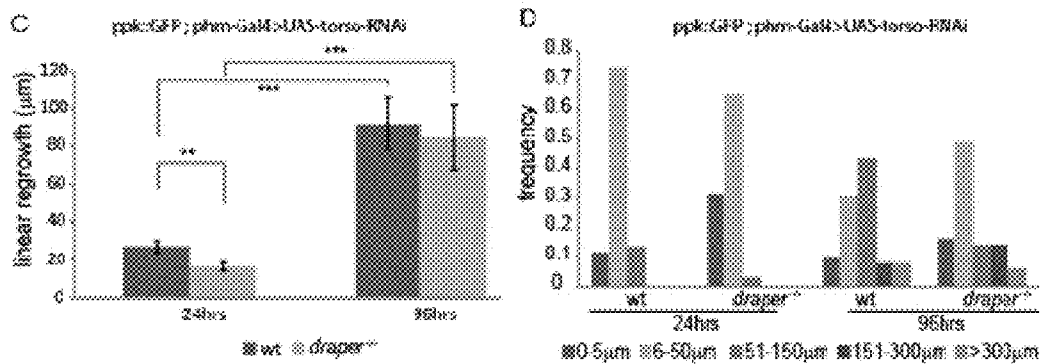 C
ppk::GFP ; phm-Gal4>UAS-torso-RNAi
linear regrowth (µm)
120
100
80
60
40
20
0
***
***
**
24hrs
96hrs
wt draper-/-
D
ppk::GFP ; phm-Gal4>UAS-torso-RNAi
frequency
0.8
0.7
0.6
0.5
0.4
0.3
0.2
0.1
0
wt draper-/- wt draper-/-
24hrs 96hrs
0-5µm 6-50µm 51-150µm 151-300µm >300µm